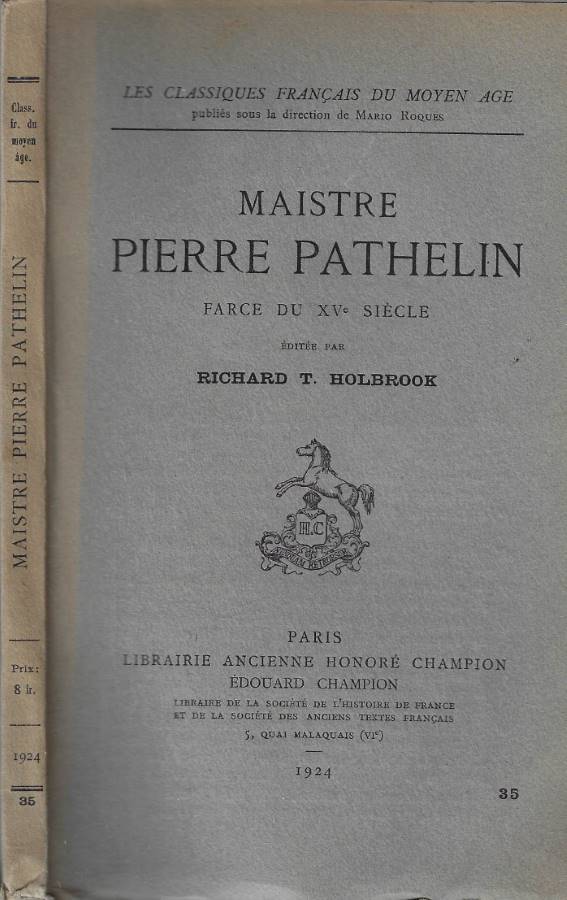 Class.
fr. du
moyen
âge.
MAISTRE PIERRE PATHELIN
Prix:
8 fr.
1924
35
LES CLASSIQUES FRANÇAIS DU MOYEN AGE
publiés sous la direction de MARIO ROQUES
MAISTRE
PIERRE PATHELIN
FARCE DU XVe SIÈCLE
ÉDITÉE PAR
RICHARD T. HOLBROOK
H.C
NUNQUAM RETRORSUM
PARIS
LIBRAIRIE ANCIENNE HONORÉ CHAMPION
ÉDOUARD CHAMPION
LIBRAIRE DE LA SOCIÉTÉ DE L'HISTOIRE DE FRANCE
ET DE LA SOCIÉTÉ DES ANCIENS TEXTES FRANÇAIS
5, QUAI MALAQUAIS (VIe)
1924
35